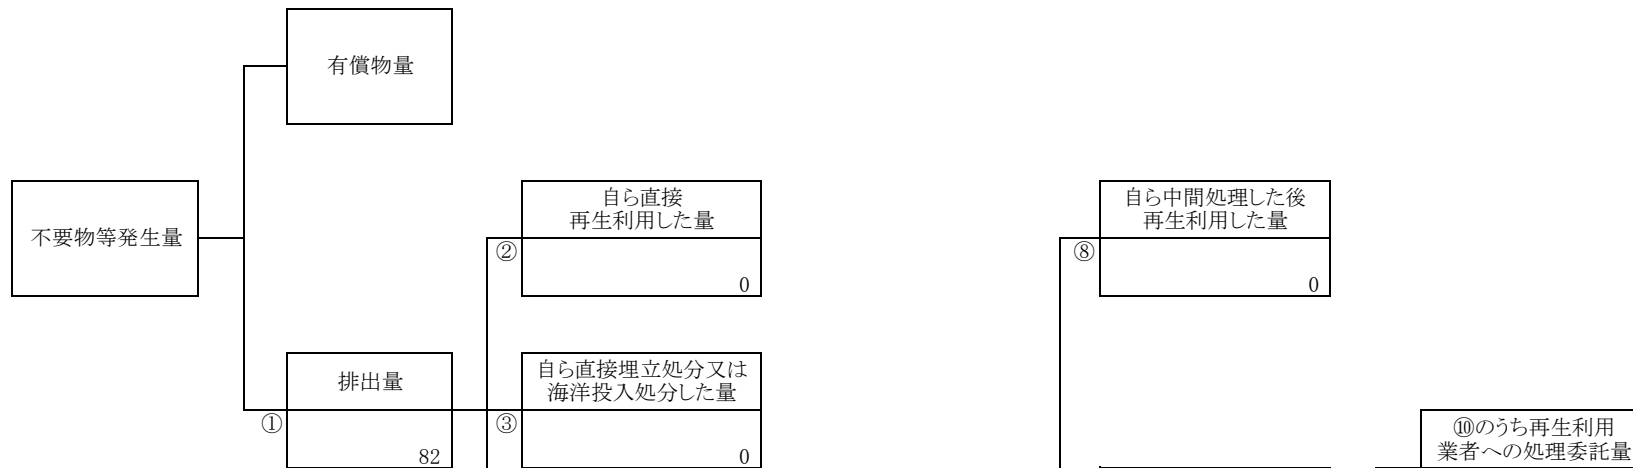 有償物量
不要物等発生量
自ら直接
再生利用した量
②
0
自ら中間処理した後
再生利用した量
⑧
0
排出量
①
82
自ら直接埋立処分又は
海洋投入処分した量
③
0
⑩のうち再生利用
業者への処理委託量